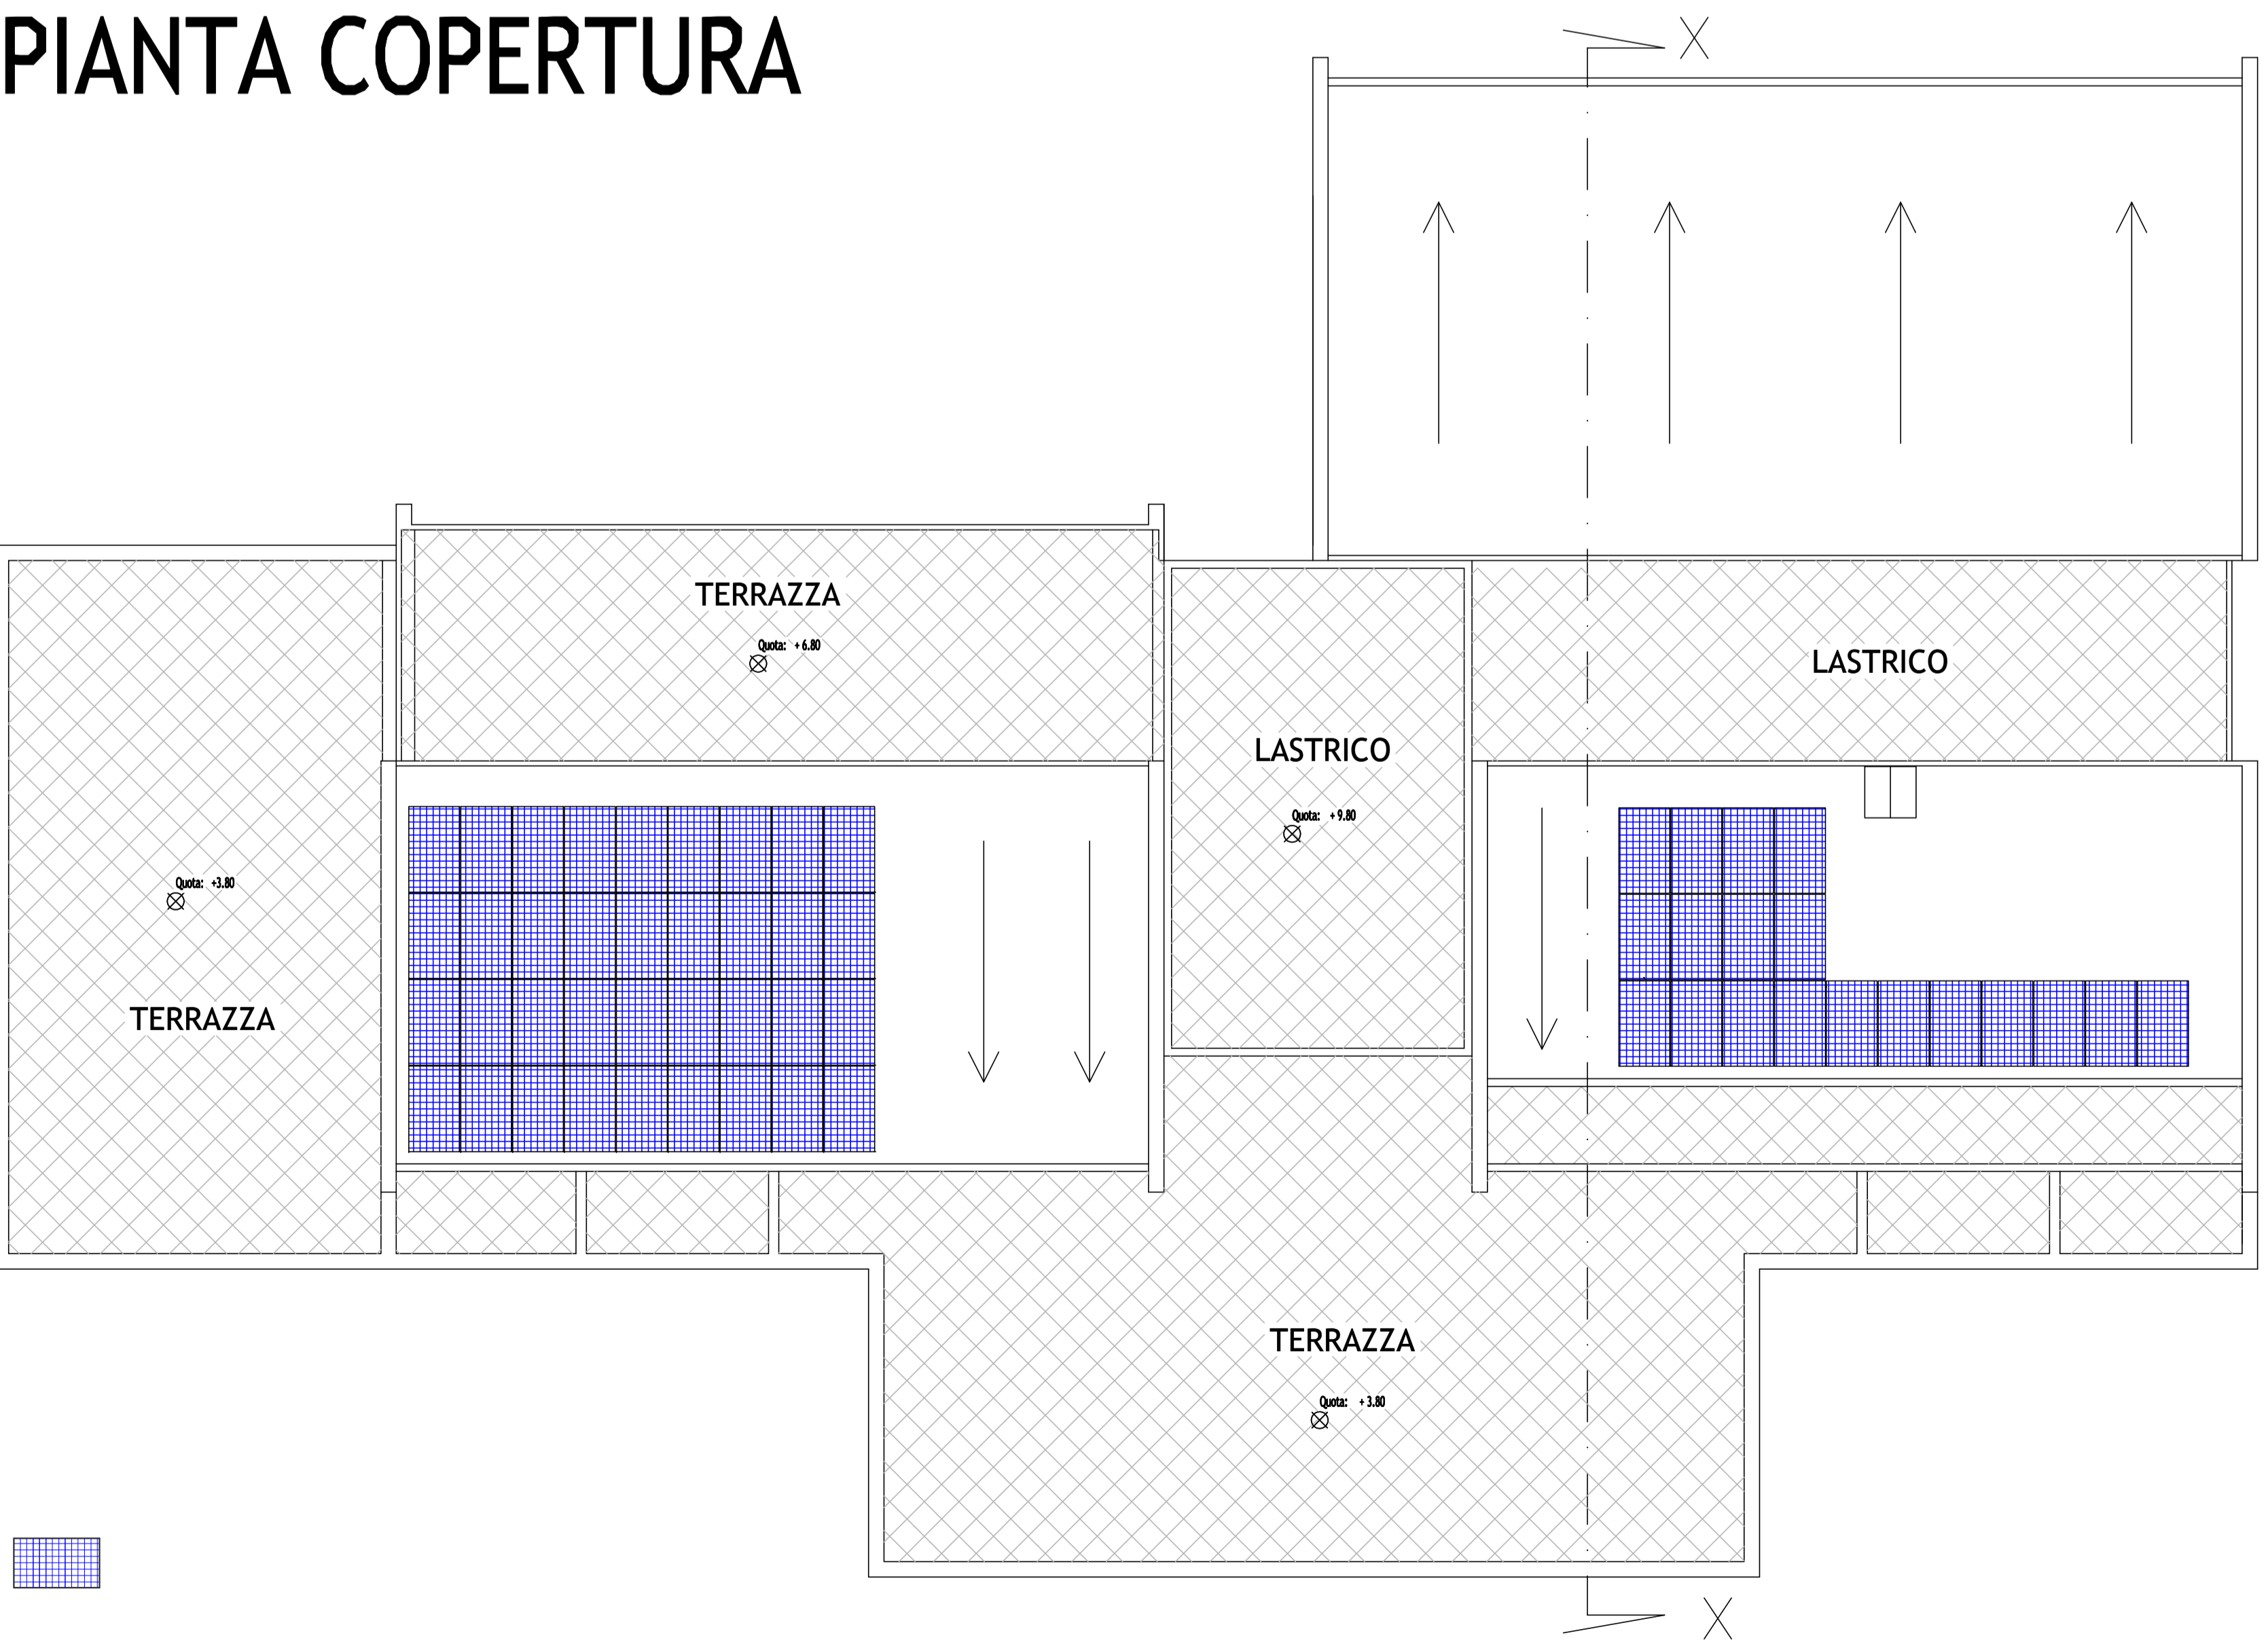 PIANTA COPERTURA
X
TERRAZZA
Quota: + 6.80
LASTRICO
LASTRICO
Quota: + 9.80
Quota: +3.80
TERRAZZA
TERRAZZA
Quota: + 3.80
X